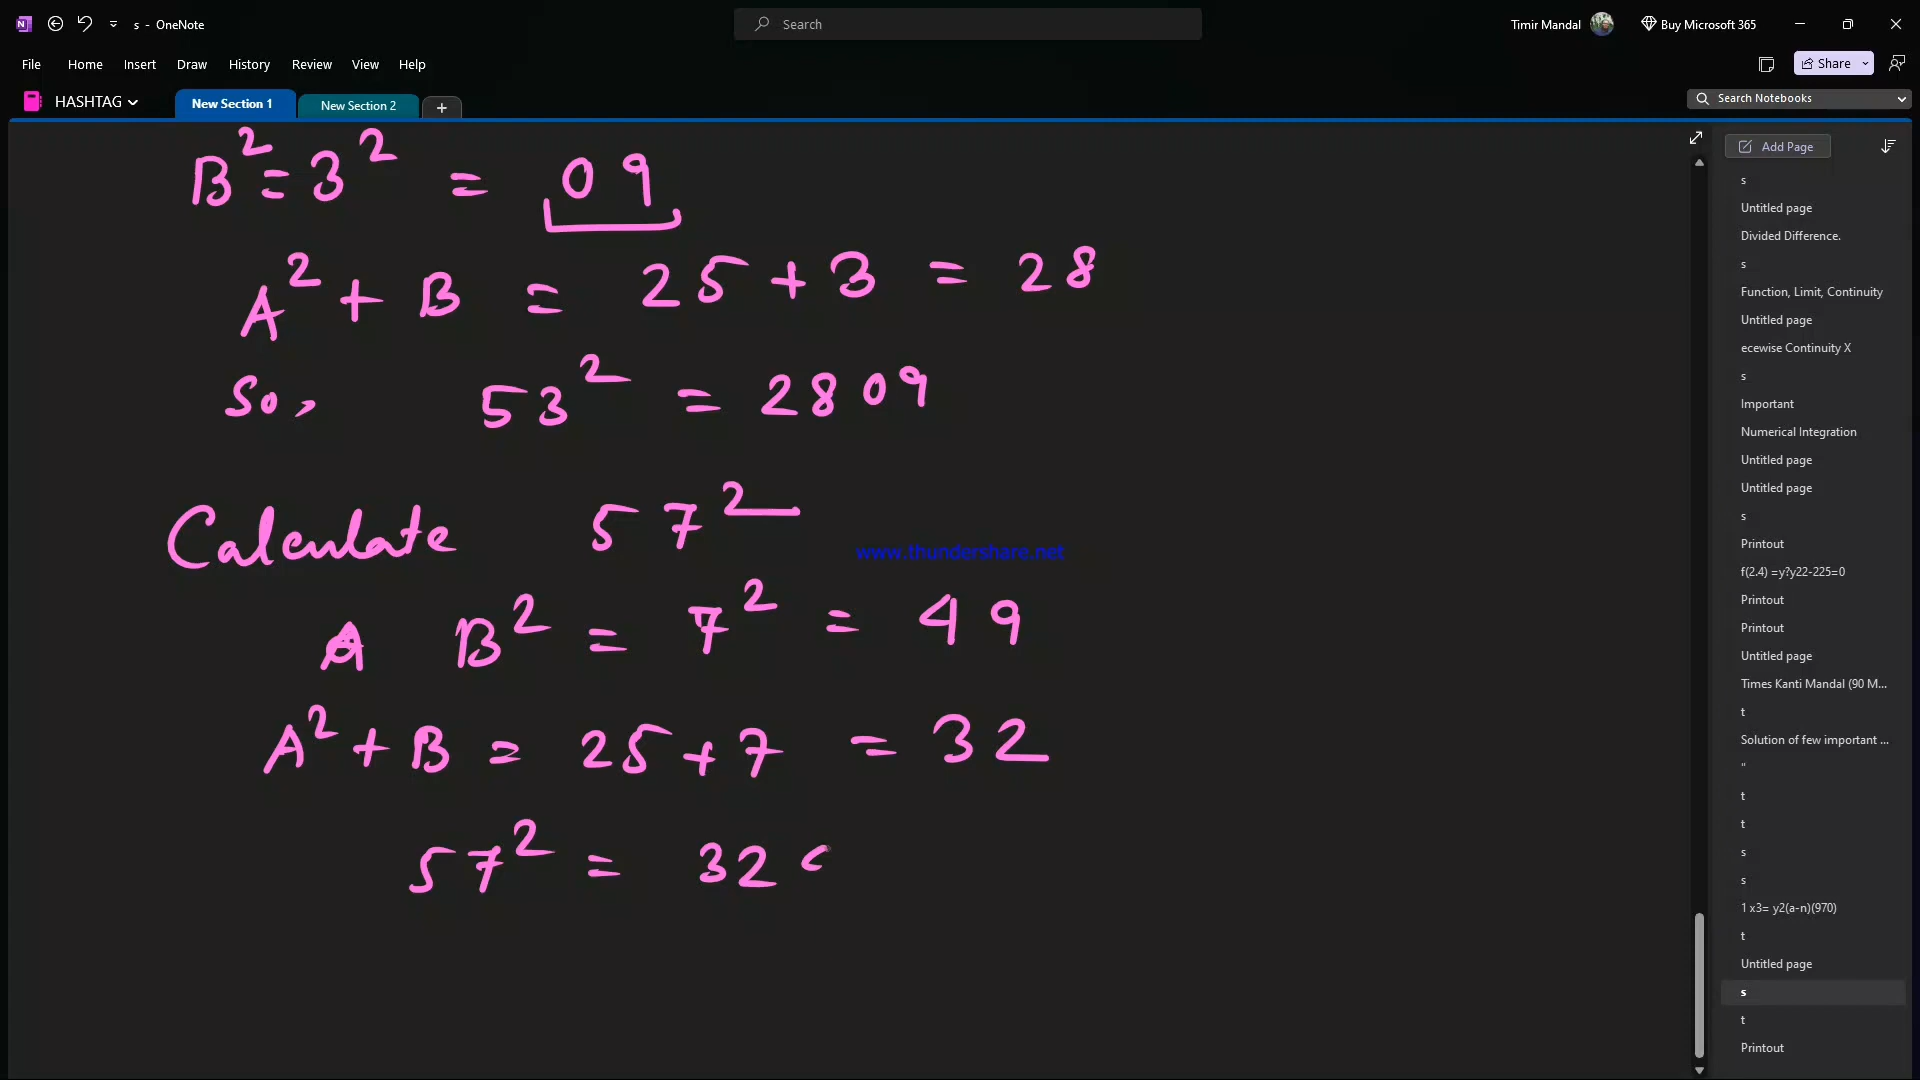 s - OneNote
Search
Timir Mandal
Buy Microsoft 365
File Home Insert Draw History Review View Help
Share
HASHTAG
New Section 1
New Section 2
+
Search Notebooks
Add Page
B² = 3² = 09
A² + B = 25 + 3 = 28
So, 53² = 2809
Calculate 57²
www.thundershare.net
A B² = 7² = 49
A² + B = 25 + 7 = 32
57² = 32
s
Untitled page
Divided Difference.
s
Function, Limit, Continuity
Untitled page
ecewise Continuity X
s
Important
Numerical Integration
Untitled page
Untitled page
s
Printout
f(2.4) =y?y22-225=0
Printout
Printout
Untitled page
Times Kanti Mandal (90 M...
t
Solution of few important ...
"
t
t
s
s
1 x3= y2(a-n)(970)
t
Untitled page
s
t
Printout